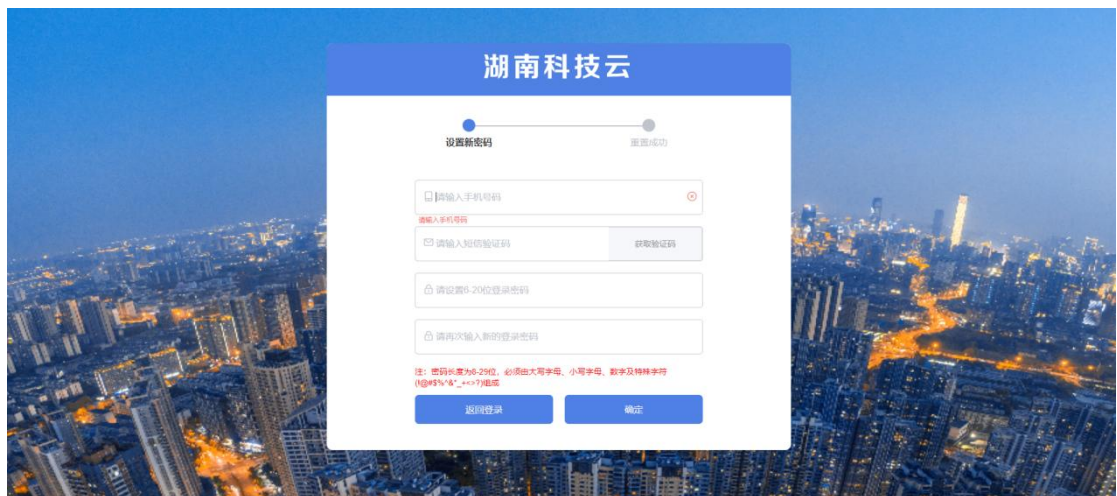 湖南科技云
设置新密码
重置成功
请输入手机号码
请输入手机号码
请输入短信验证码
获取验证码
请设置6-20位登录密码
请再次输入新的登录密码
注：密码长度为8-29位，必须由大写字母、小写字母、数字及特殊字符
(!@#$%^&*_+<>?)组成
返回登录
确定